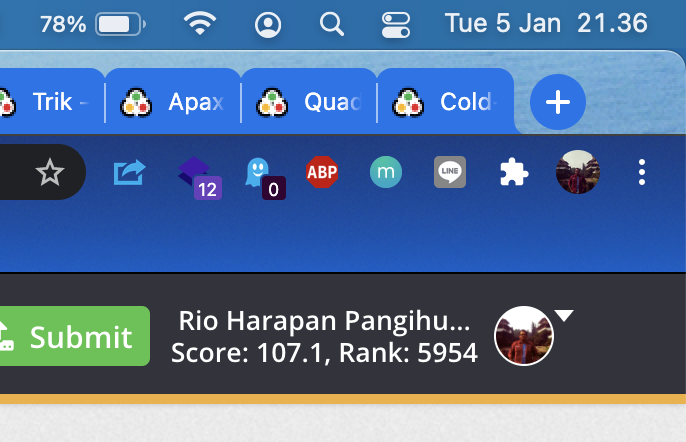 78% Tue 5 Jan 21.36
Trik - Apax Quad Cold-
12 0 ABP m LINE
Submit
Rio Harapan Pangihu...
Score: 107.1, Rank: 5954